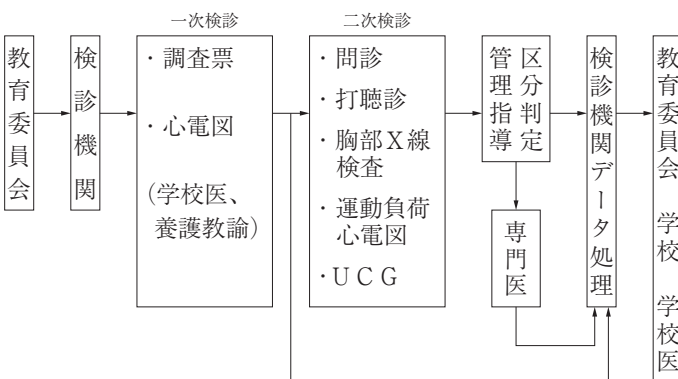 一次検診
二次検診
教育委員会
検診機関
・調査票
・心電図
(学校医、
養護教諭)
・問診
・打聴診
・胸部X線
検査
・運動負荷
心電図
・UCG
区分判定
管理指導
専門医
検診機関データ処理
教育委員会 学校 学校医